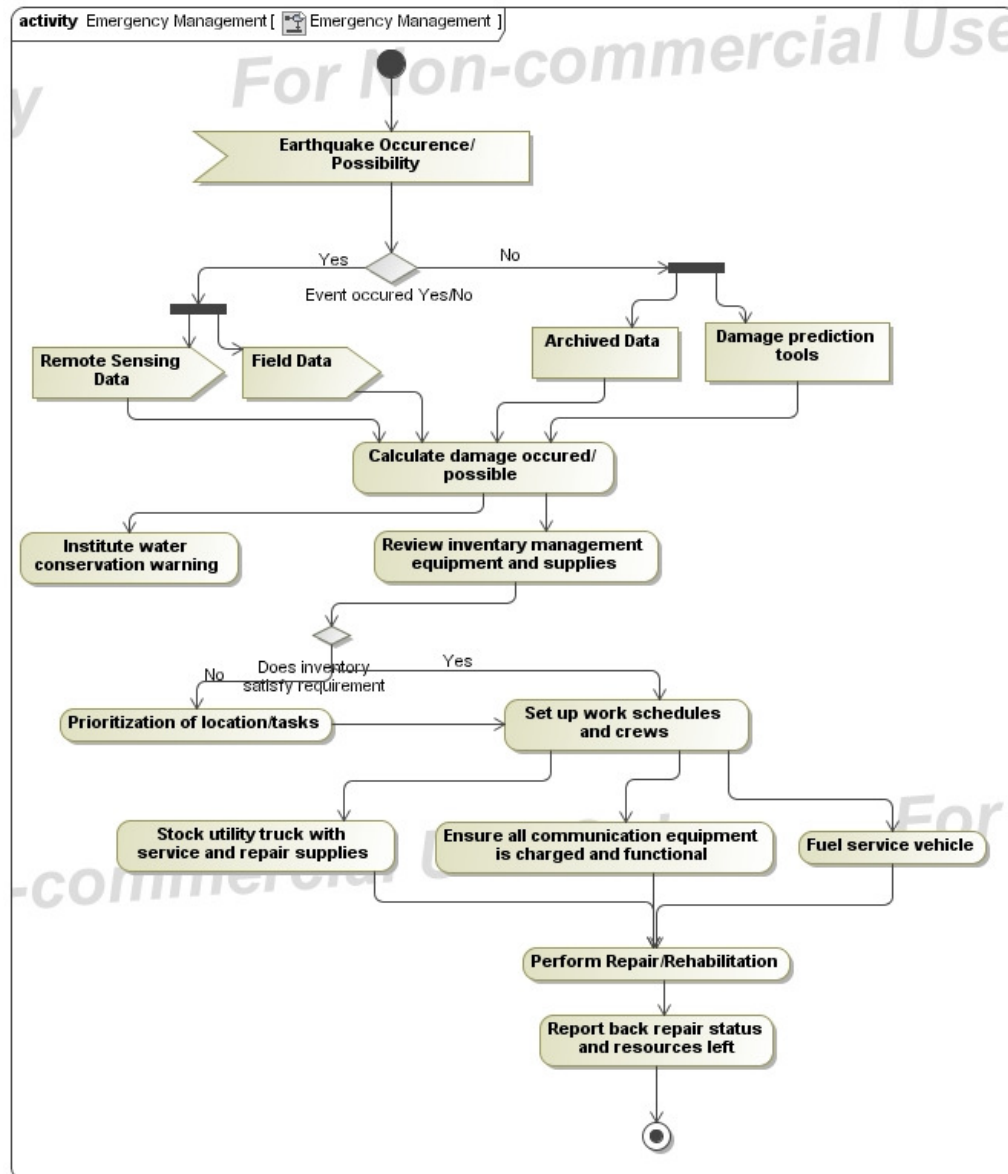 activity Emergency Management [ Emergency Management ]
For Non-commercial Use
y
Earthquake Occurence/
Possibility
Yes
No
Event occured Yes/No
Remote Sensing
Data
Field Data
Archived Data
Damage prediction
tools
Calculate damage occured/
possible
Institute water
conservation warning
Review inventary management
equipment and supplies
No
Does inventory
satisfy requirement
Yes
Prioritization of location/tasks
Set up work schedules
and crews
Stock utility truck with
service and repair supplies
Ensure all communication equipment
is charged and functional
Fuel service vehicle
For
-commercial U
Perform Repair/Rehabilitation
Report back repair status
and resources left